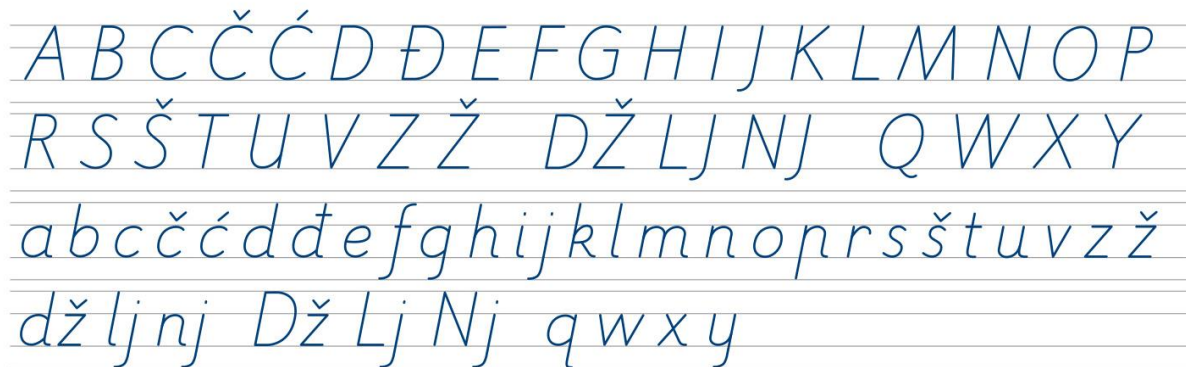 A B C Č Ć D Đ E F G H I J K L M N O P
R S Š T U V Z Ž DŽ LJ NJ Q W X Y
a b c č ć d đ e f g h i j k l m n o p r s š t u v z ž
dž lj nj Dž Lj Nj q w x y